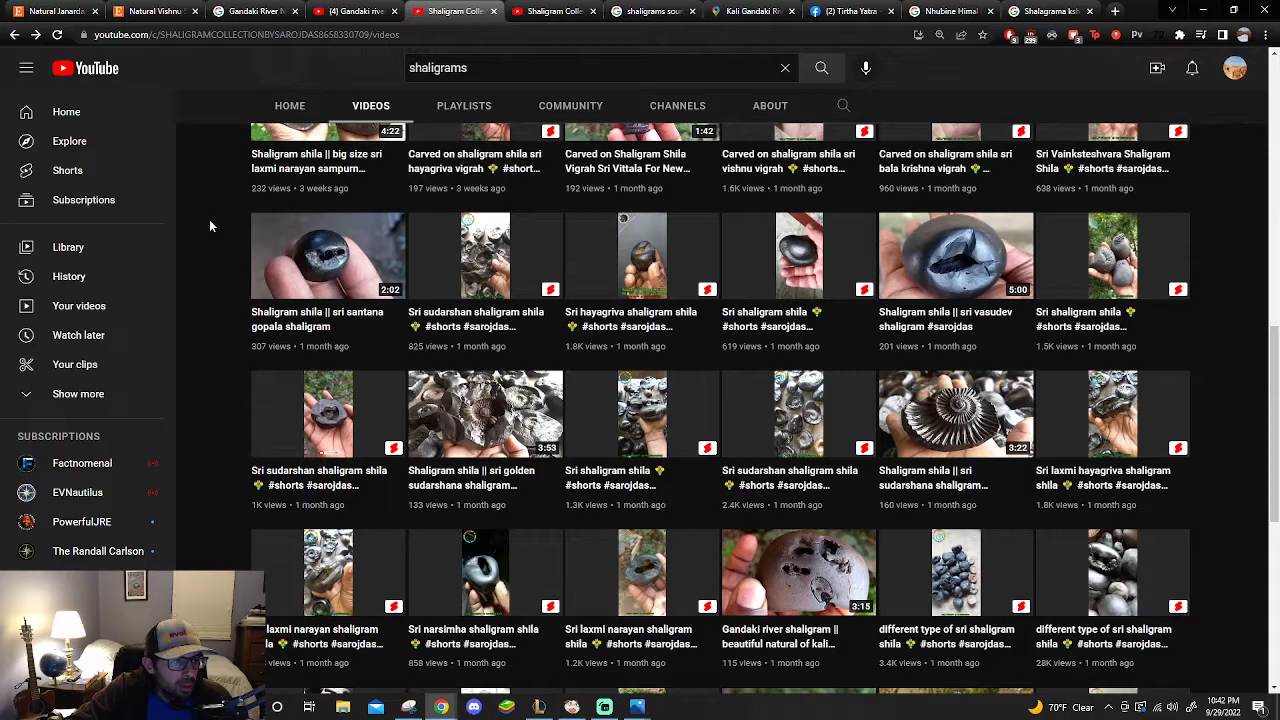 Natural Janarda
Natural Vishnu
Gandaki River N
(4) Gandaki rive
Shaligram Colle
Shaligram Col
shaligrams sour
Kali Gandaki Ri
(2) Tirtha Yatra
Nhubine Himal
Shalagrama ksh
youtube.com/c/SHALIGRAMCOLLECTIONBYSAROJDAS8658330709/videos
YouTube
shaligrams
Home
Explore
Shorts
Subscriptions
Library
History
Your videos
Watch later
Your clips
Show more
SUBSCRIPTIONS
Factnomenal
EVNautilus
PowerfulJRE
The Randall Carlson
HOME VIDEOS PLAYLISTS COMMUNITY CHANNELS ABOUT
4:22
1:42
Shaligram shila || big size sri
laxmi narayan sampurn...
232 views • 3 weeks ago
Carved on shaligram shila sri
hayagriva vigrah #short...
197 views • 3 weeks ago
Carved on Shaligram Shila
Vigrah Sri Vittala For New...
192 views • 1 month ago
Carved on shaligram shila sri
vishnu vigrah #shorts...
1.6K views • 1 month ago
Carved on shaligram shila sri
bala krishna vigrah
960 views • 1 month ago
Sri Vainksteshvara Shaligram
Shila #shorts #sarojdas...
638 views • 1 month ago
2:02
5:00
Shaligram shila || sri santana
gopala shaligram
307 views • 1 month ago
Sri sudarshan shaligram shila
#shorts #sarojdas...
825 views • 1 month ago
Sri hayagriva shaligram shila
#shorts #sarojdas...
1.8K views • 1 month ago
Sri shaligram shila
#shorts #sarojdas...
619 views • 1 month ago
Shaligram shila || sri vasudev
shaligram #sarojdas
201 views • 1 month ago
Sri shaligram shila
#shorts #sarojdas...
1.5K views • 1 month ago
3:53
3:22
Sri sudarshan shaligram shila
#shorts #sarojdas...
1K views • 1 month ago
Shaligram shila || sri golden
sudarshana shaligram...
133 views • 1 month ago
Sri shaligram shila
#shorts #sarojdas...
1.3K views • 1 month ago
Sri sudarshan shaligram shila
#shorts #sarojdas...
2.4K views • 1 month ago
Shaligram shila || sri
sudarshana shaligram...
160 views • 1 month ago
Sri laxmi hayagriva shaligram
shila #shorts #sarojdas...
1.8K views • 1 month ago
3:15
laxmi narayan shaligram
#shorts #sarojdas...
views • 1 month ago
Sri narsimha shaligram shila
#shorts #sarojdas...
858 views • 1 month ago
Sri laxmi narayan shaligram
shila #shorts #sarojdas...
1.2K views • 1 month ago
Gandaki river shaligram ||
beautiful natural of kali...
115 views • 1 month ago
different type of sri shaligram
shila #shorts #sarojdas...
3.4K views • 1 month ago
different type of sri shaligram
shila #shorts #sarojdas...
28K views • 1 month ago
70°F Clear
10:42 PM
9/29/2022